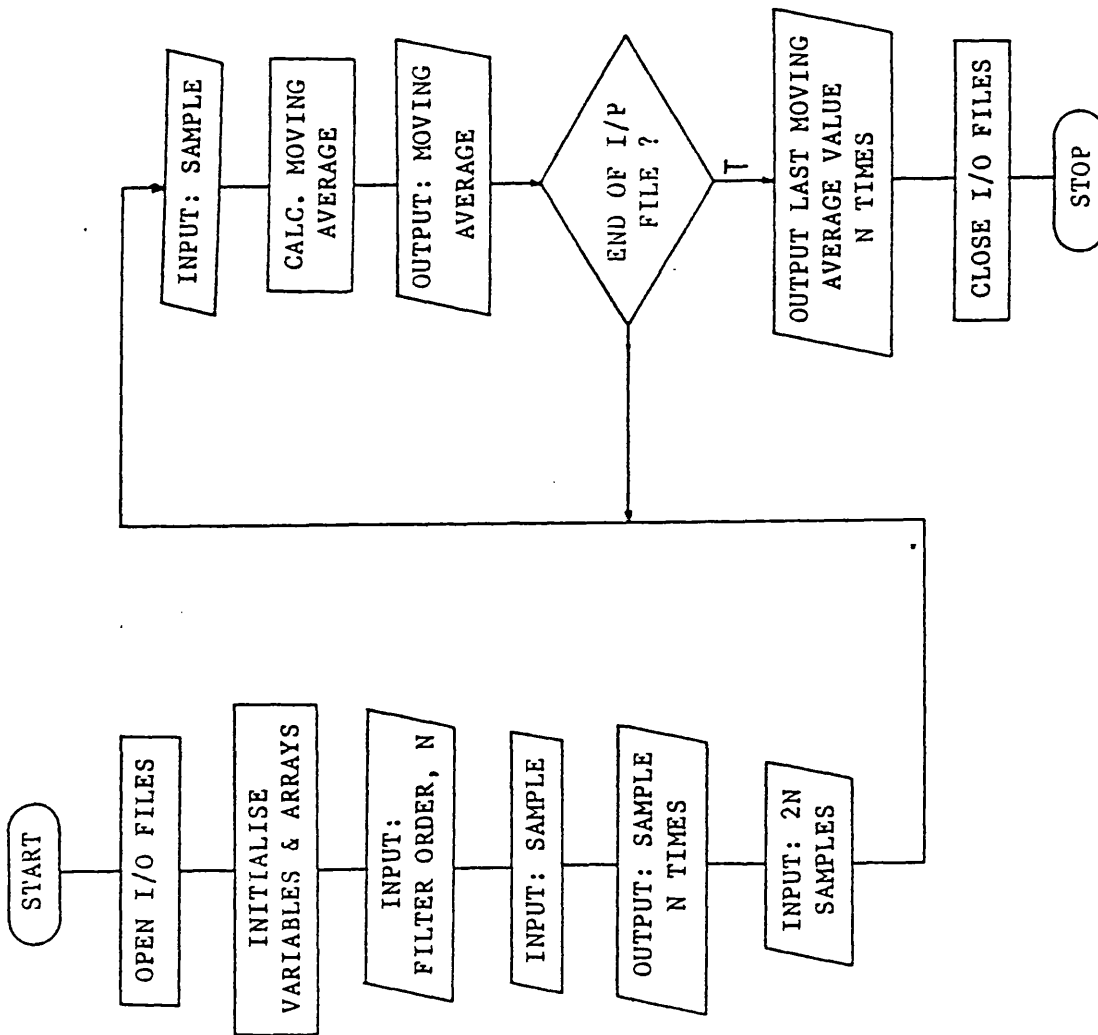 START
OPEN I/O FILES
INITIALISE
VARIABLES & ARRAYS
INPUT:
FILTER ORDER, N
INPUT: SAMPLE
OUTPUT: SAMPLE
N TIMES
INPUT: 2N
SAMPLES
INPUT: SAMPLE
CALC. MOVING
AVERAGE
OUTPUT: MOVING
AVERAGE
END OF I/P
FILE ?
T
OUTPUT LAST MOVING
AVERAGE VALUE
N TIMES
CLOSE I/O FILES
STOP